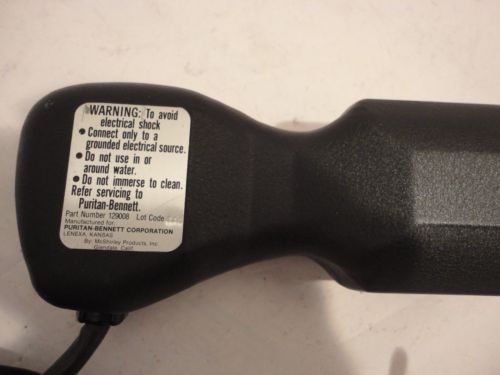 WARNING: To avoid
electrical shock
• Connect only to a
grounded electrical source.
• Do not use in or
around water.
• Do not immerse to clean.
Refer servicing to
Puritan-Bennett.
Part Number 129008 Lot Code
Manufactured for:
PURITAN-BENNETT CORPORATION
LENEXA, KANSAS
By: McShirley Products, Inc.
Glendale, Calif.